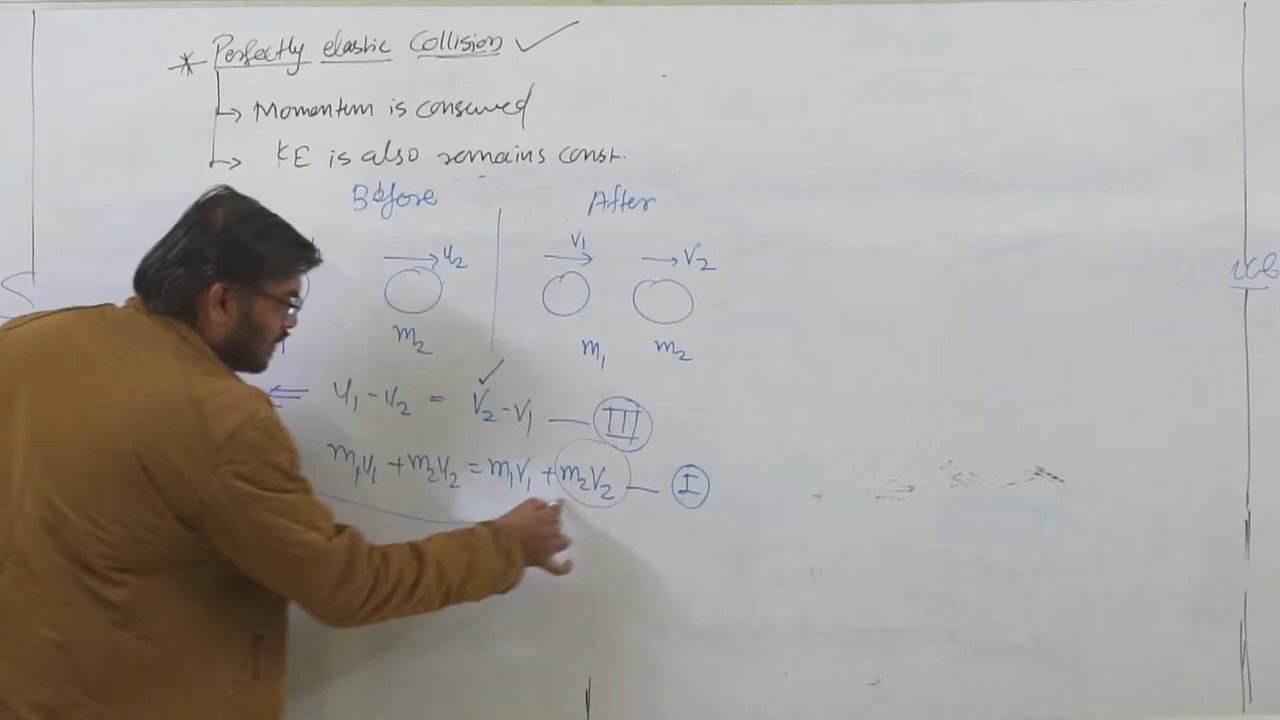 * Perfectly elastic Collision ✓
→ Momentum is conserved
→ KE is also remains const.
Before After
u2 v1 V2
m2 m1 m2
⇐ u1 - u2 = V2 - V1 — III
m1u1 + m2u2 = m1V1 + m2V2 — I